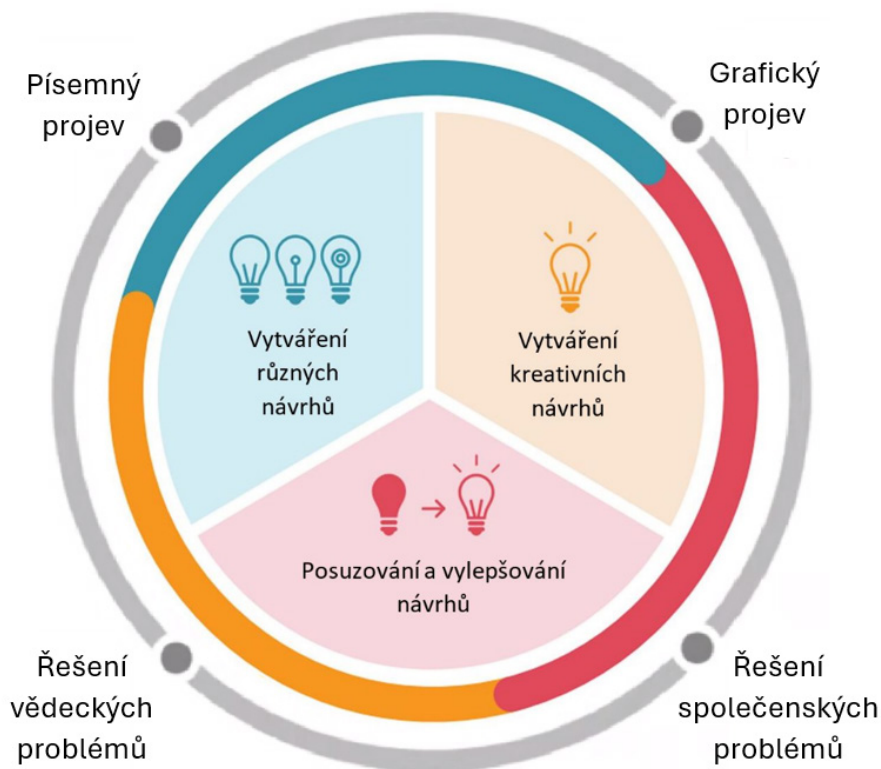 Písemný
projev
Grafický
projev
Vytváření
různých
návrhů
Vytváření
kreativních
návrhů
Posuzování a vylepšování
návrhů
Řešení
vědeckých
problémů
Řešení
společenských
problémů